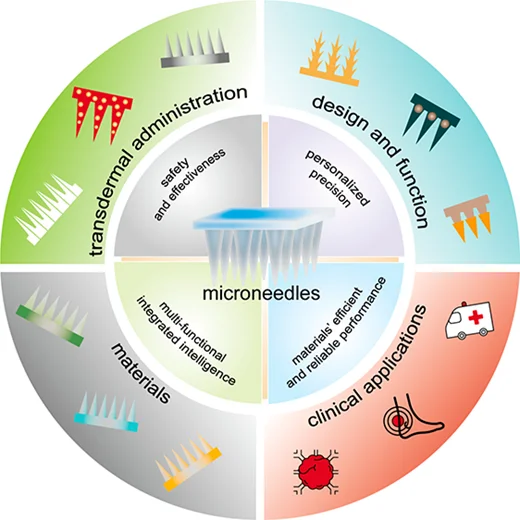 transdermal administration
design and function
safety
and effectiveness
personalized
precision
microneedles
multi-functional
integrated intelligence
materials' efficient
and reliable performance
materials
clinical applications